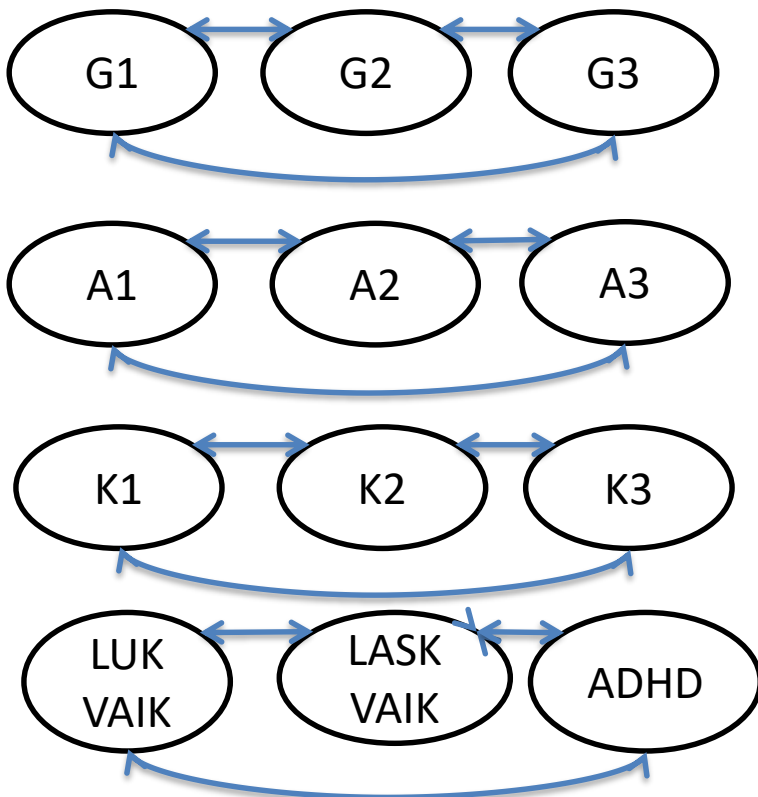 G1 G2 G3
A1 A2 A3
K1 K2 K3
LUK LASK ADHD
VAIK VAIK